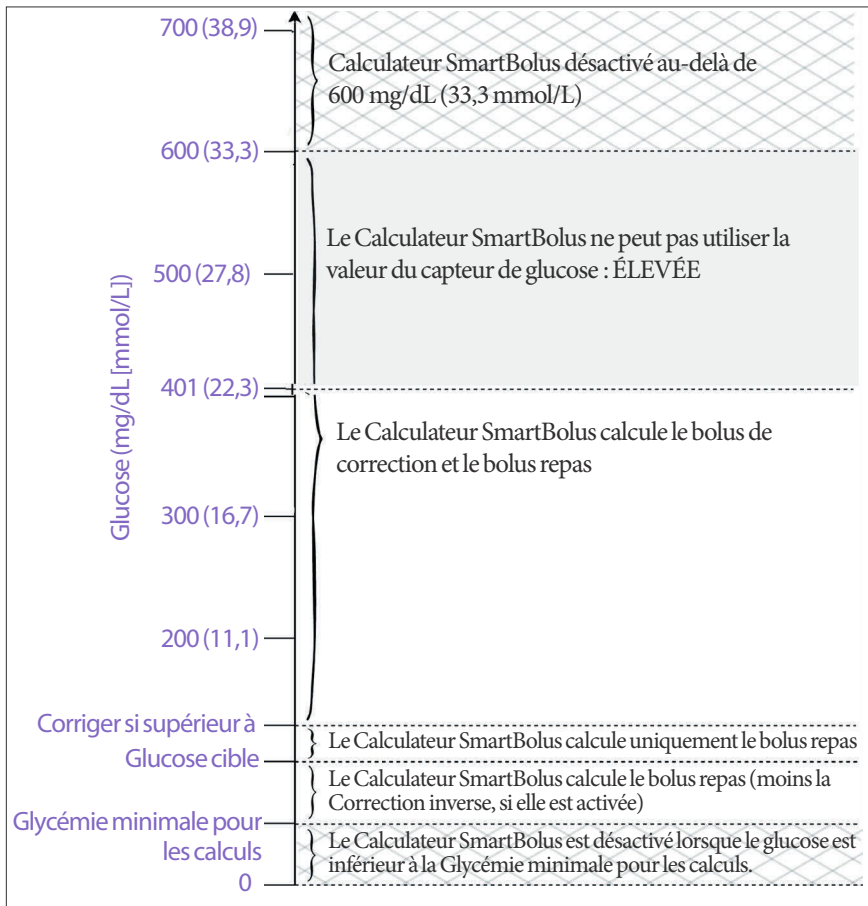 700 (38,9)
Calculateur SmartBolus désactivé au-delà de
600 mg/dL (33,3 mmol/L)
600 (33,3)
Le Calculateur SmartBolus ne peut pas utiliser la
valeur du capteur de glucose : ÉLEVÉE
500 (27,8)
Glucose (mg/dL [mmol/L])
401 (22,3)
Le Calculateur SmartBolus calcule le bolus de
correction et le bolus repas
300 (16,7)
200 (11,1)
Corriger si supérieur à
Le Calculateur SmartBolus calcule uniquement le bolus repas
Glucose cible
Le Calculateur SmartBolus calcule le bolus repas (moins la
Correction inverse, si elle est activée)
Glycémie minimale pour
les calculs
Le Calculateur SmartBolus est désactivé lorsque le glucose est
inférieur à la Glycémie minimale pour les calculs.
0